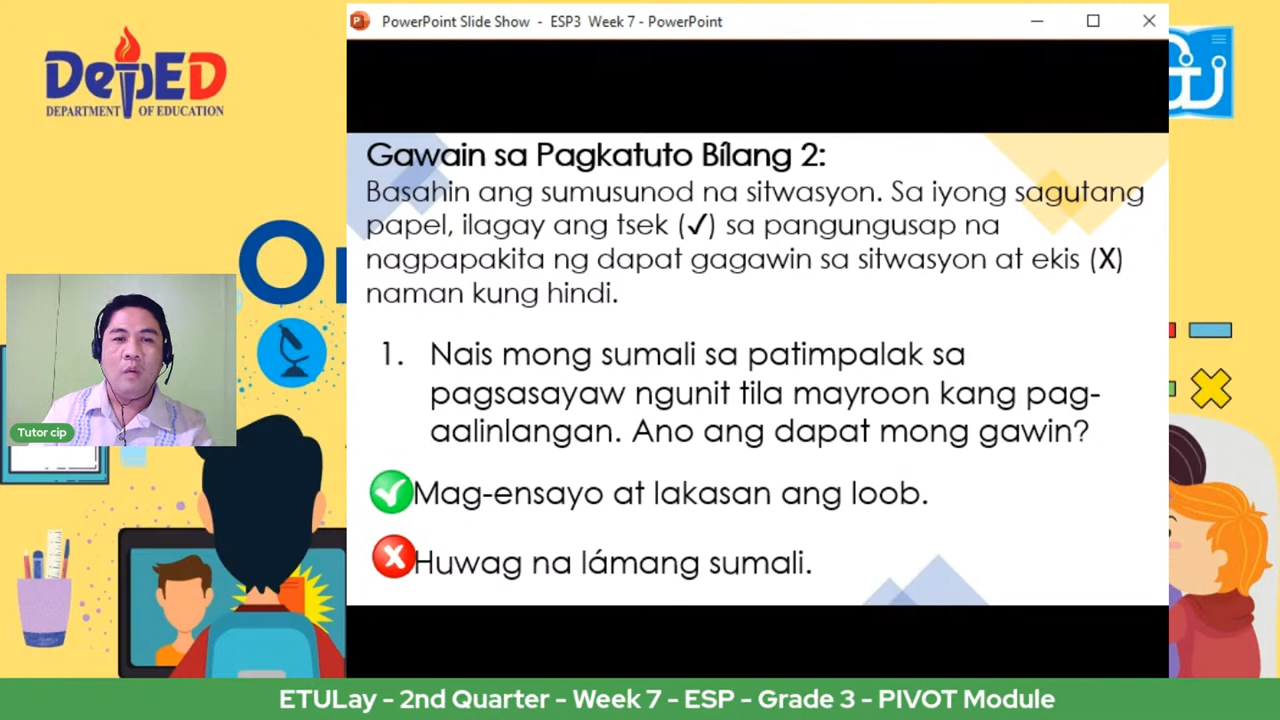 PowerPoint Slide Show - ESP3 Week 7 - PowerPoint
DepED
DEPARTMENT OF EDUCATION
Gawain sa Pagkatuto Bílang 2:
Basahin ang sumusunod na sitwasyon. Sa iyong sagutang
papel, ilagay ang tsek (✓) sa pangungusap na
nagpapakita ng dapat gagawin sa sitwasyon at ekis (X)
naman kung hindi.
1. Nais mong sumali sa patimpalak sa
pagsasayaw ngunit tila mayroon kang pag-
aalinlangan. Ano ang dapat mong gawin?
Mag-ensayo at lakasan ang loob.
Huwag na lámang sumali.
Tutor cip
ETULay - 2nd Quarter - Week 7 - ESP - Grade 3 - PIVOT Module